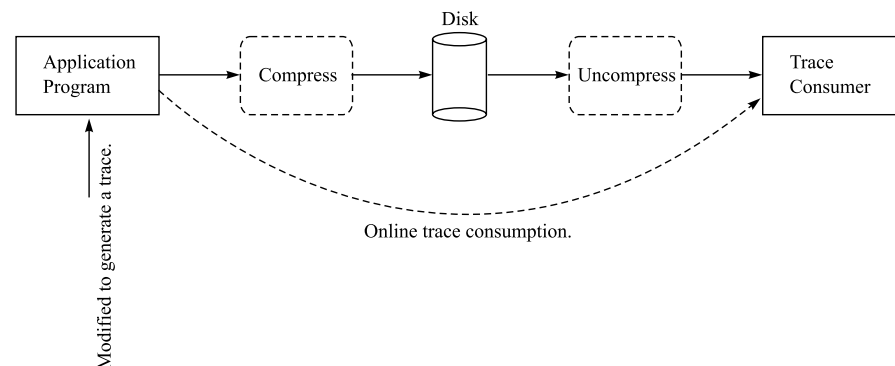 Disk
Application
Program
Compress
Uncompress
Trace
Consumer
Online trace consumption.
Modified to generate a trace.